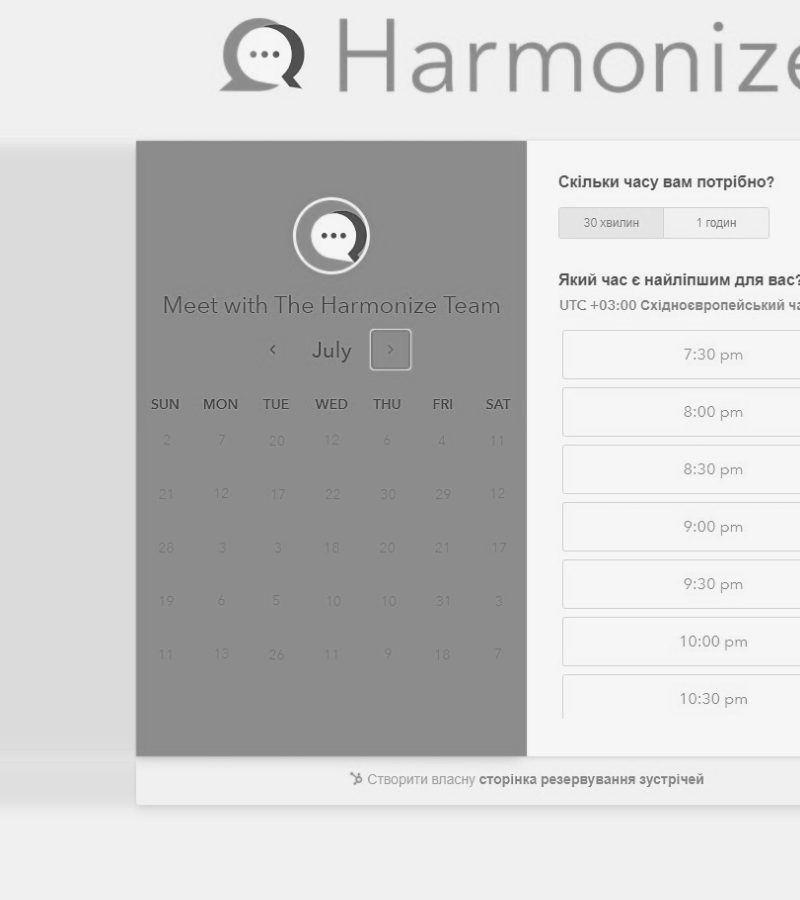 Harmonize
Meet with The Harmonize Team
July
SUN MON TUE WED THU FRI SAT
2 7 20 12 6 4 11
21 12 17 22 30 29 12
28 3 3 18 20 21 17
19 6 5 10 10 31 3
11 13 26 11 9 18 7
Скільки часу вам потрібно?
30 хвилин 1 годин
Який час є найліпшим для вас?
UTC +03:00 Східноєвропейський ча
7:30 pm
8:00 pm
8:30 pm
9:00 pm
9:30 pm
10:00 pm
10:30 pm
Створити власну сторінка резервування зустрічей